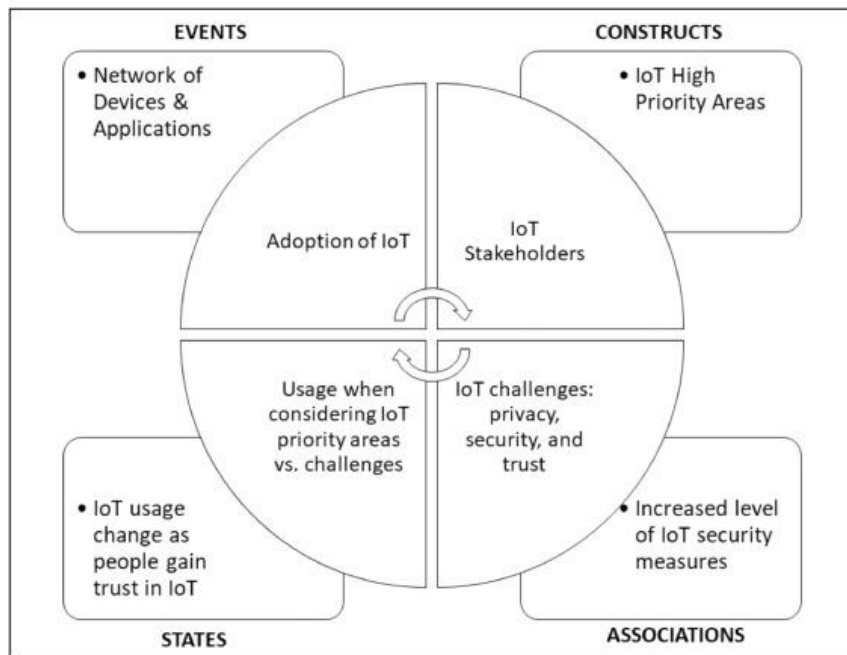 EVENTS
CONSTRUCTS
• Network of
Devices &
Applications
• IoT High
Priority Areas
Adoption of IoT
IoT
Stakeholders
Usage when
considering IoT
priority areas
vs. challenges
IoT challenges:
privacy,
security, and
trust
• IoT usage
change as
people gain
trust in IoT
• Increased level
of IoT security
measures
STATES
ASSOCIATIONS